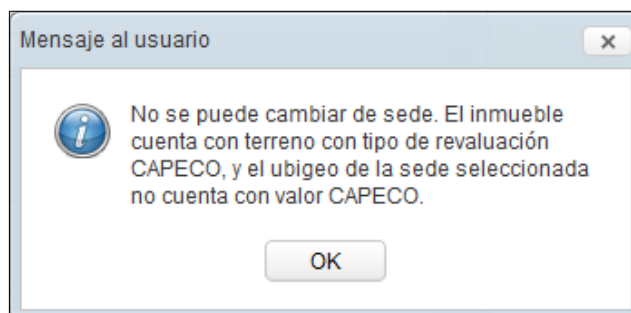 Mensaje al usuario
No se puede cambiar de sede. El inmueble
cuenta con terreno con tipo de revaluación
CAPECO, y el ubigeo de la sede seleccionada
no cuenta con valor CAPECO.
OK